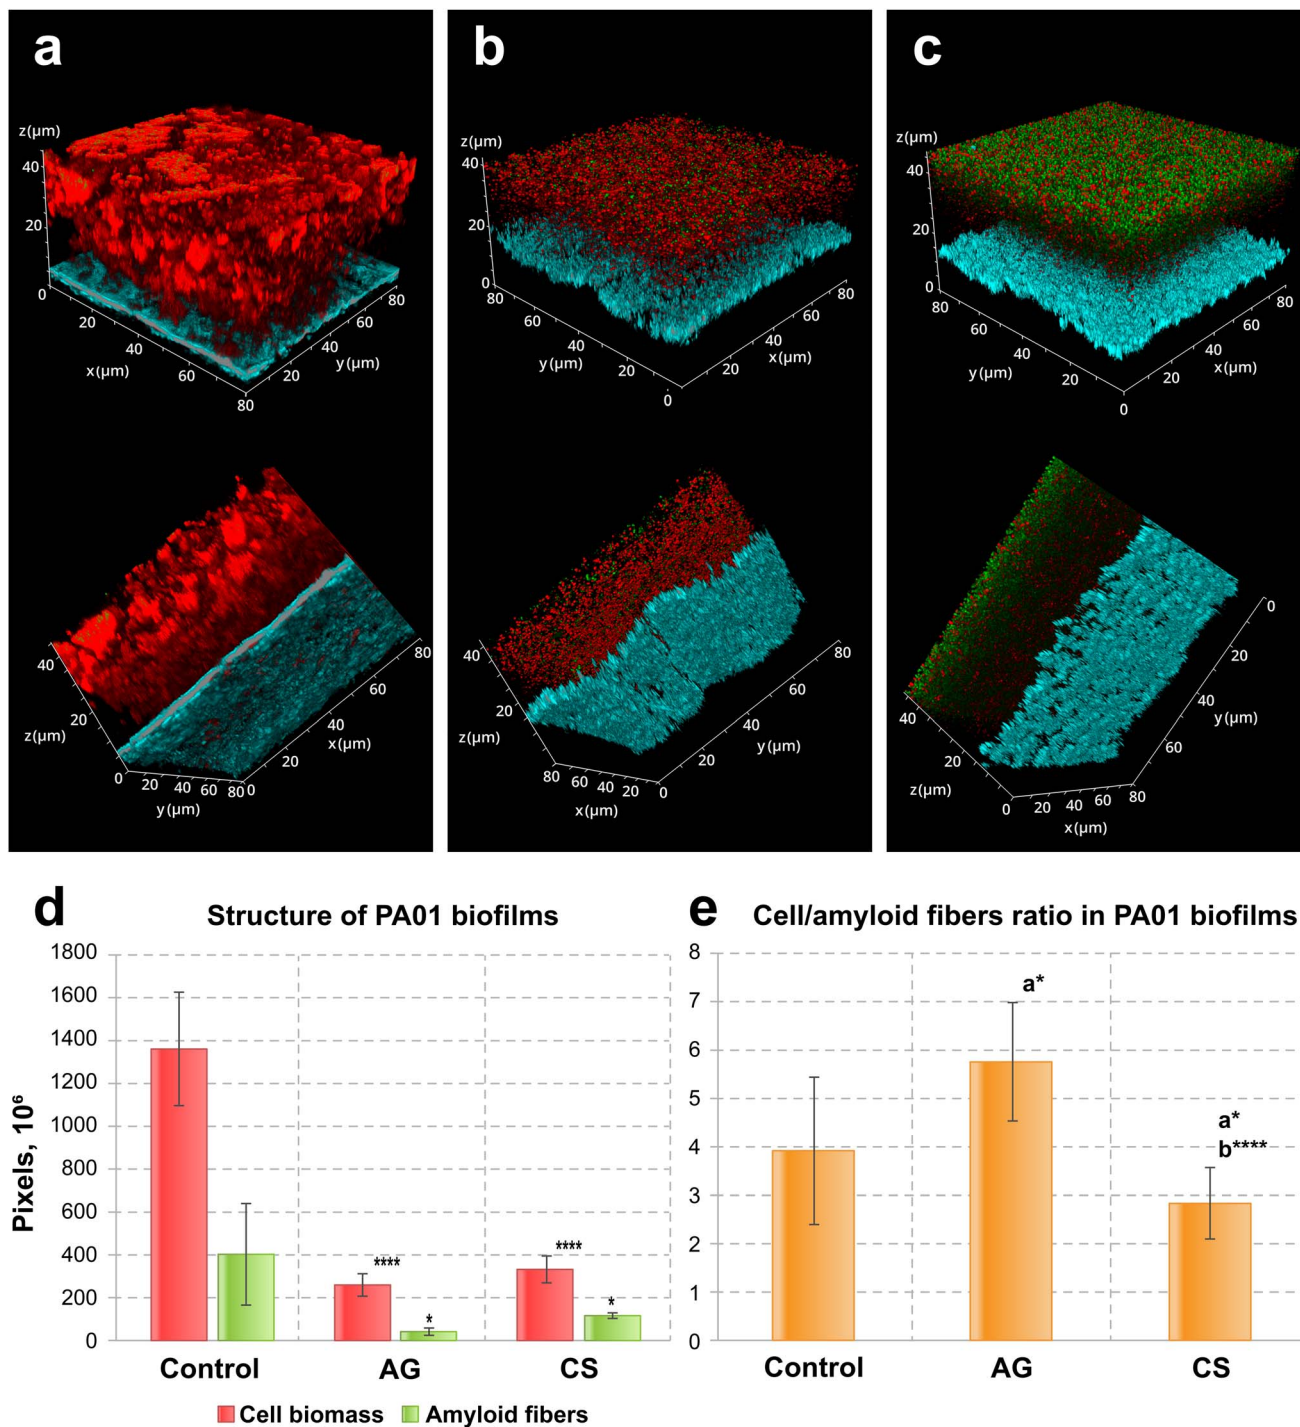 a
z(µm)
40
20
0
20
40
x(µm)
60
80
20
40
y(µm)
60
80
b
z(µm)
40
20
0
80
60
y(µm)
40
20
0
20
40
x(µm)
60
80
c
z(µm)
40
20
0
80
60
y(µm)
40
20
0
20
40
x(µm)
60
80
40
20
z(µm)
0
20 40 60 80
y(µm)
0
20
40
x(µm)
60
80
40
20
z(µm)
80 60 40 20 0
x(µm)
20
40
y(µm)
60
80
40
20
z(µm)
0
20 40 60 80
x(µm)
60
40
y(µm)
20
0
d
Structure of PA01 biofilms
1800
1600
1400
1200
1000
800
600
400
200
0
Pixels, 10⁶
****
*
****
*
Control AG CS
Cell biomass Amyloid fibers
e
Cell/amyloid fibers ratio in PA01 biofilms
8
7
6
5
4
3
2
1
0
a*
a*
b****
Control AG CS